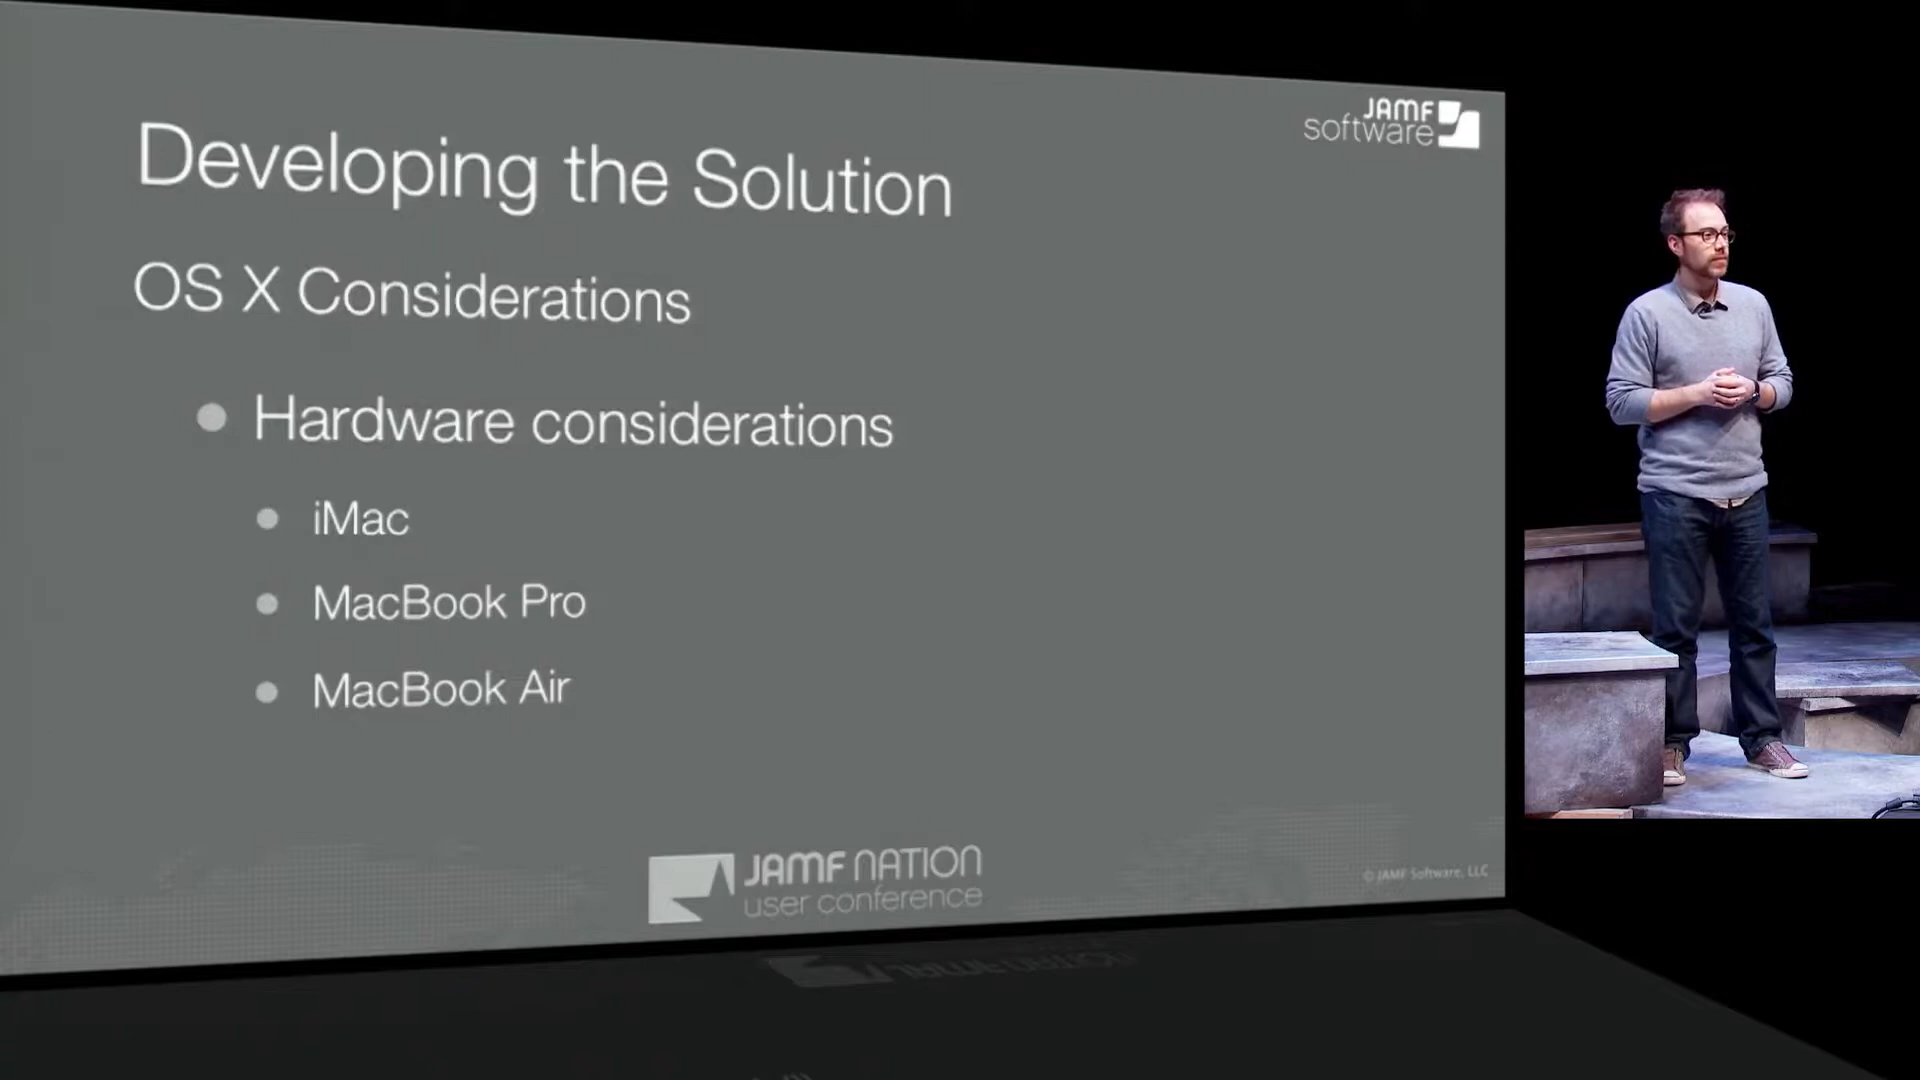 JAMF
software
Developing the Solution
OS X Considerations
Hardware considerations
iMac
MacBook Pro
MacBook Air
JAMF NATION
user conference
© JAMF Software, LLC